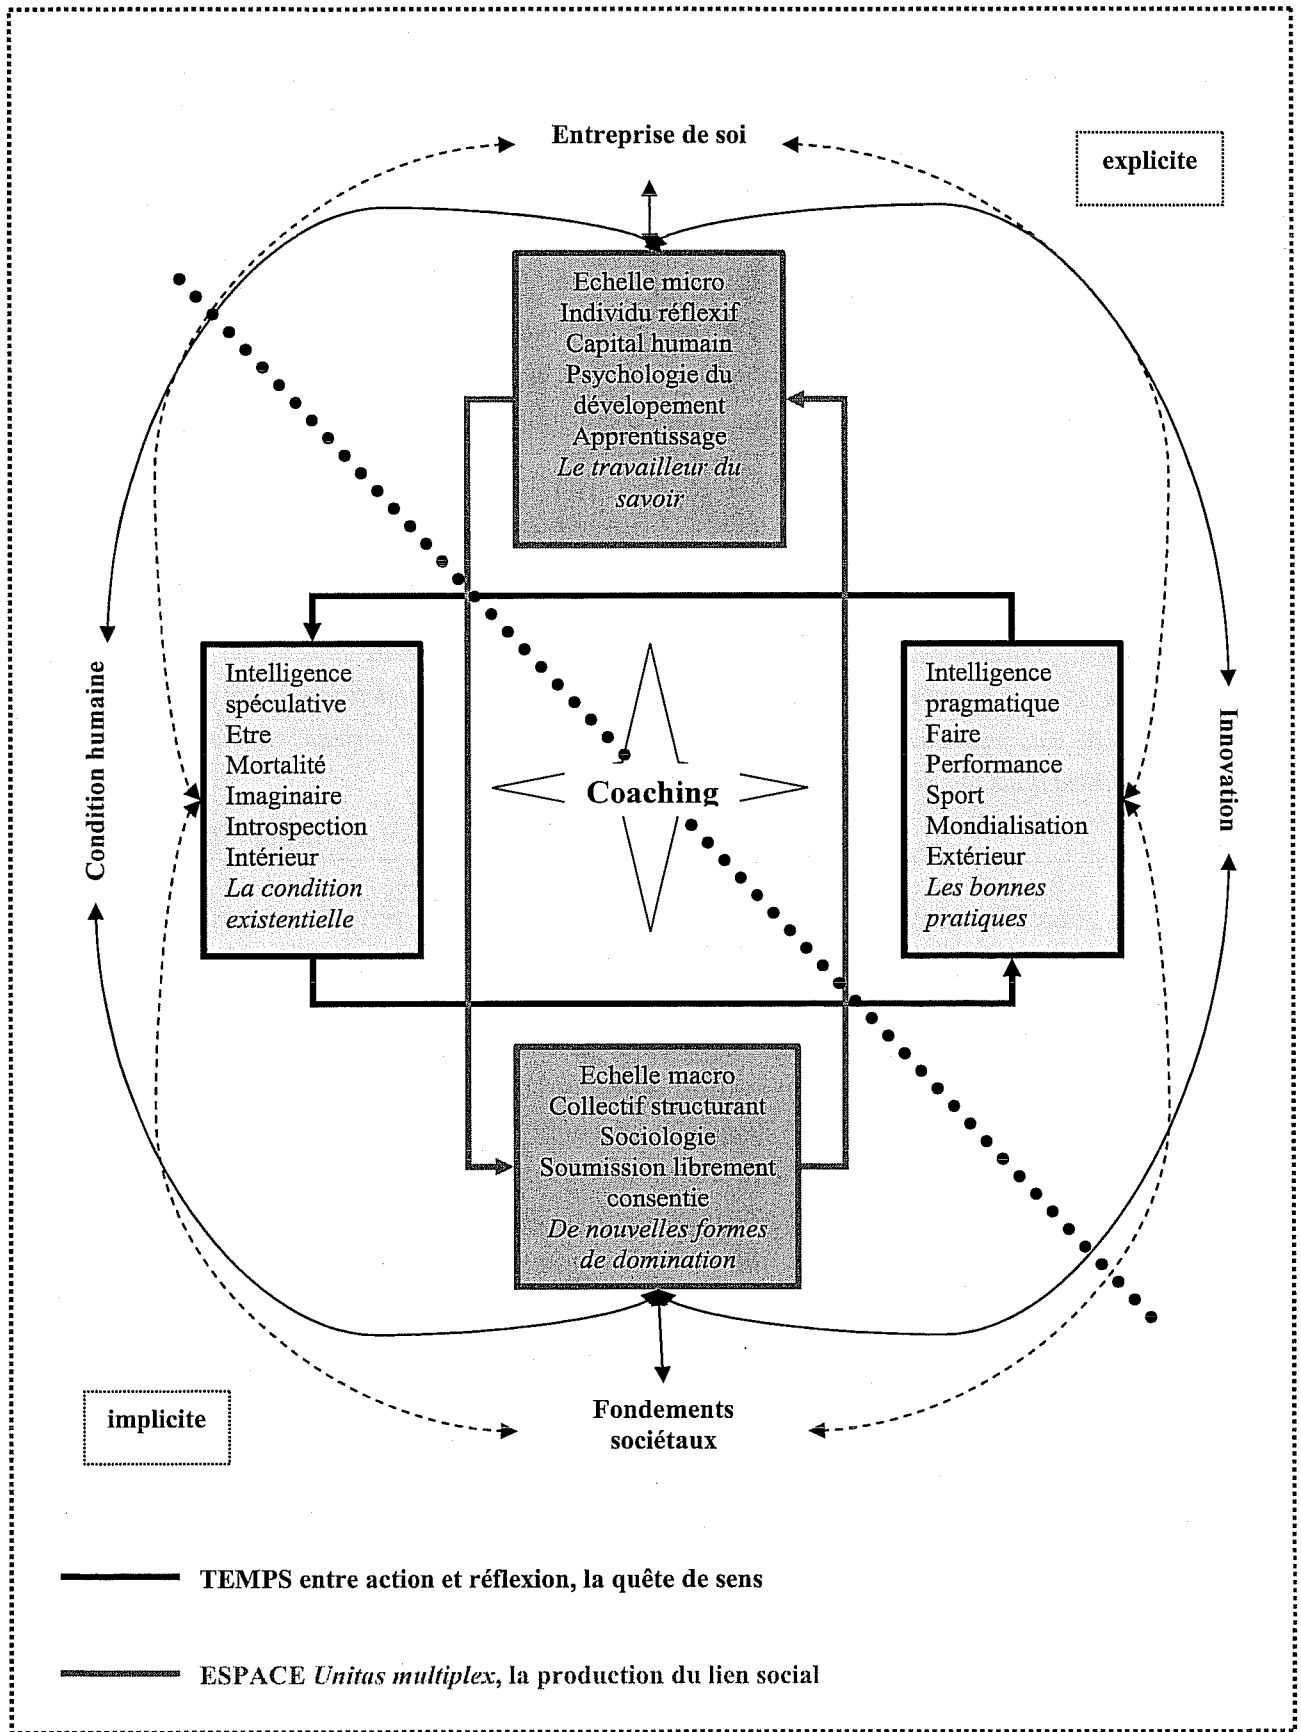 Entreprise de soi
explicite
Echelle micro
Individu réflexif
Capital humain
Psychologie du
dévelopement
Apprentissage
Le travailleur du
savoir
Condition humaine
Intelligence
spéculative
Etre
Mortalité
Imaginaire
Introspection
Intérieur
La condition
existentielle
Coaching
Intelligence
pragmatique
Faire
Performance
Sport
Mondialisation
Extérieur
Les bonnes
pratiques
Innovation
Echelle macro
Collectif structurant
Sociologie
Soumission librement
consentie
De nouvelles formes
de domination
implicite
Fondements
sociétaux
TEMPS entre action et réflexion, la quête de sens
ESPACE Unitas multiplex, la production du lien social